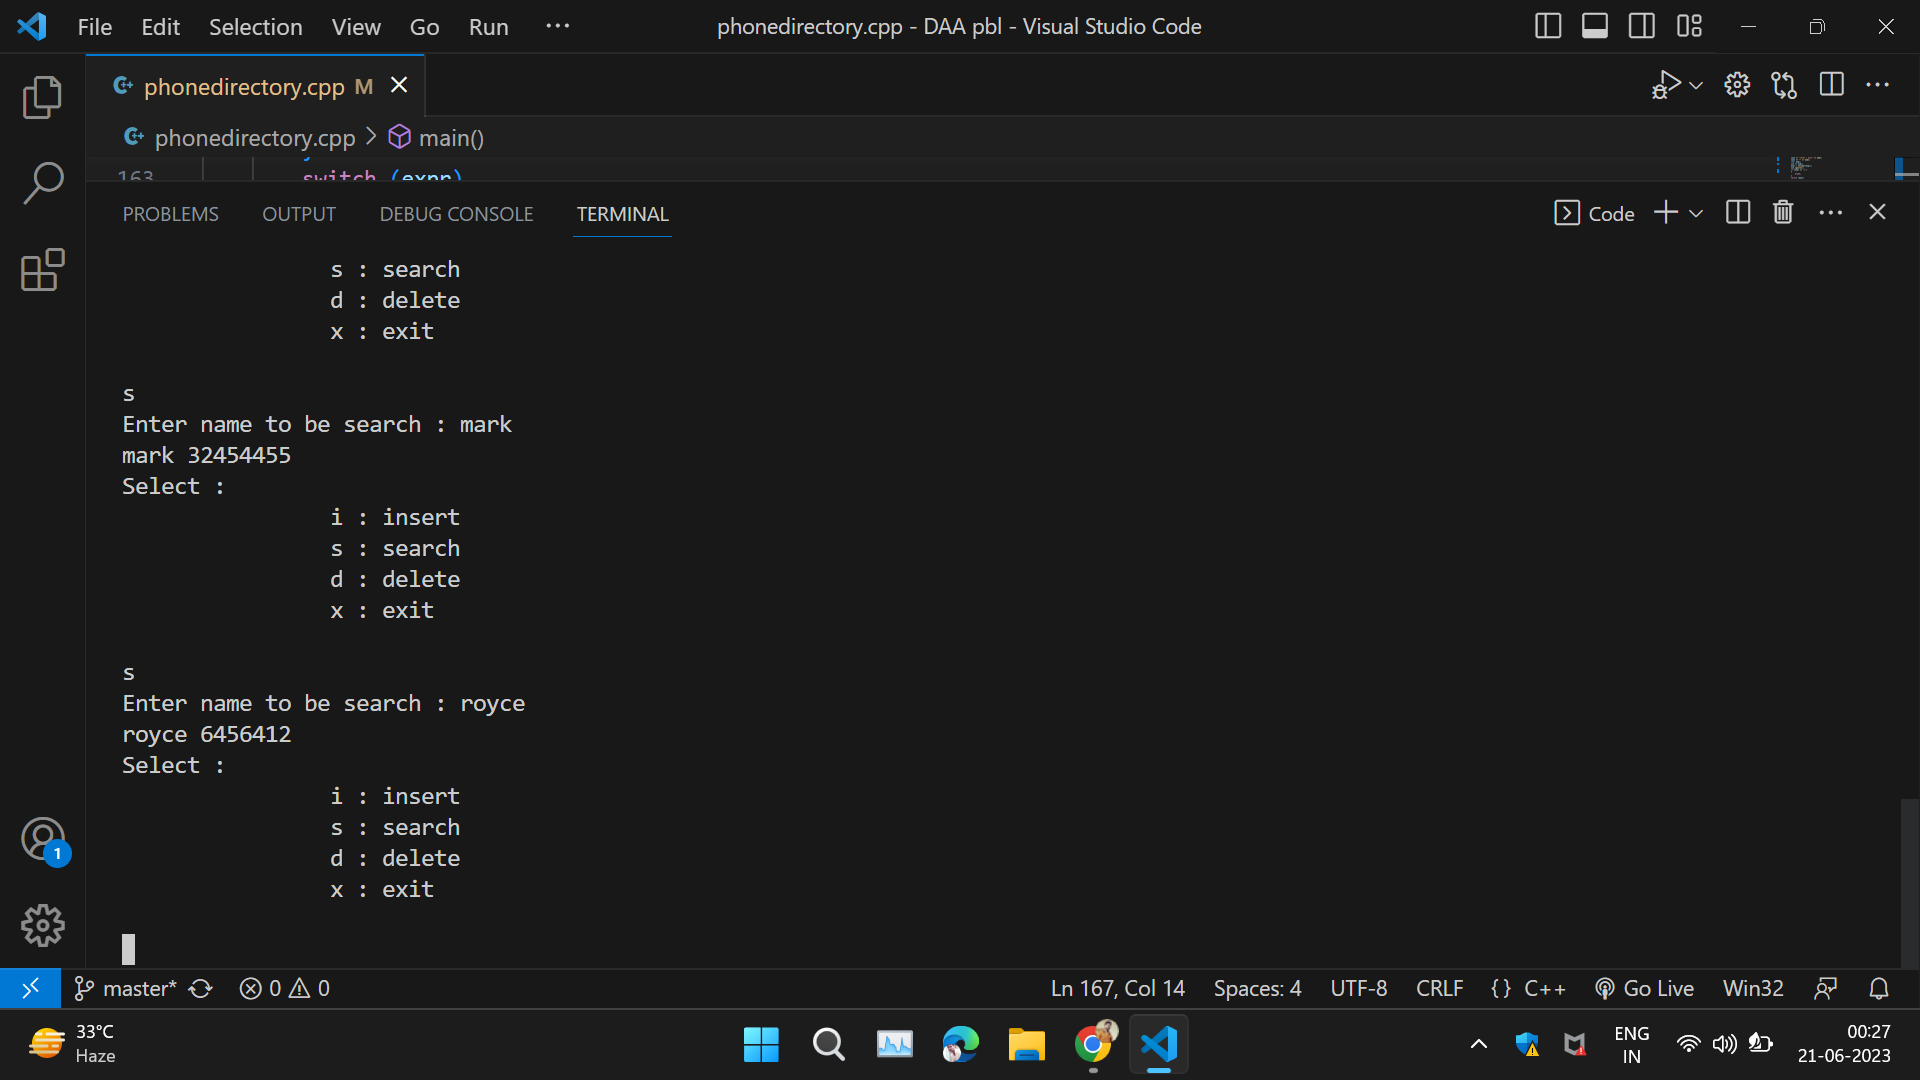 File Edit Selection View Go Run ··· phonedirectory.cpp - DAA pbl - Visual Studio Code
phonedirectory.cpp M
phonedirectory.cpp > main()
163 switch (expr)
PROBLEMS OUTPUT DEBUG CONSOLE TERMINAL Code
s : search
d : delete
x : exit
s
Enter name to be search : mark
mark 32454455
Select :
i : insert
s : search
d : delete
x : exit
s
Enter name to be search : royce
royce 6456412
Select :
i : insert
s : search
d : delete
x : exit
1
master* 0 0 Ln 167, Col 14 Spaces: 4 UTF-8 CRLF {} C++ Go Live Win32
33°C
Haze
ENG
IN
00:27
21-06-2023